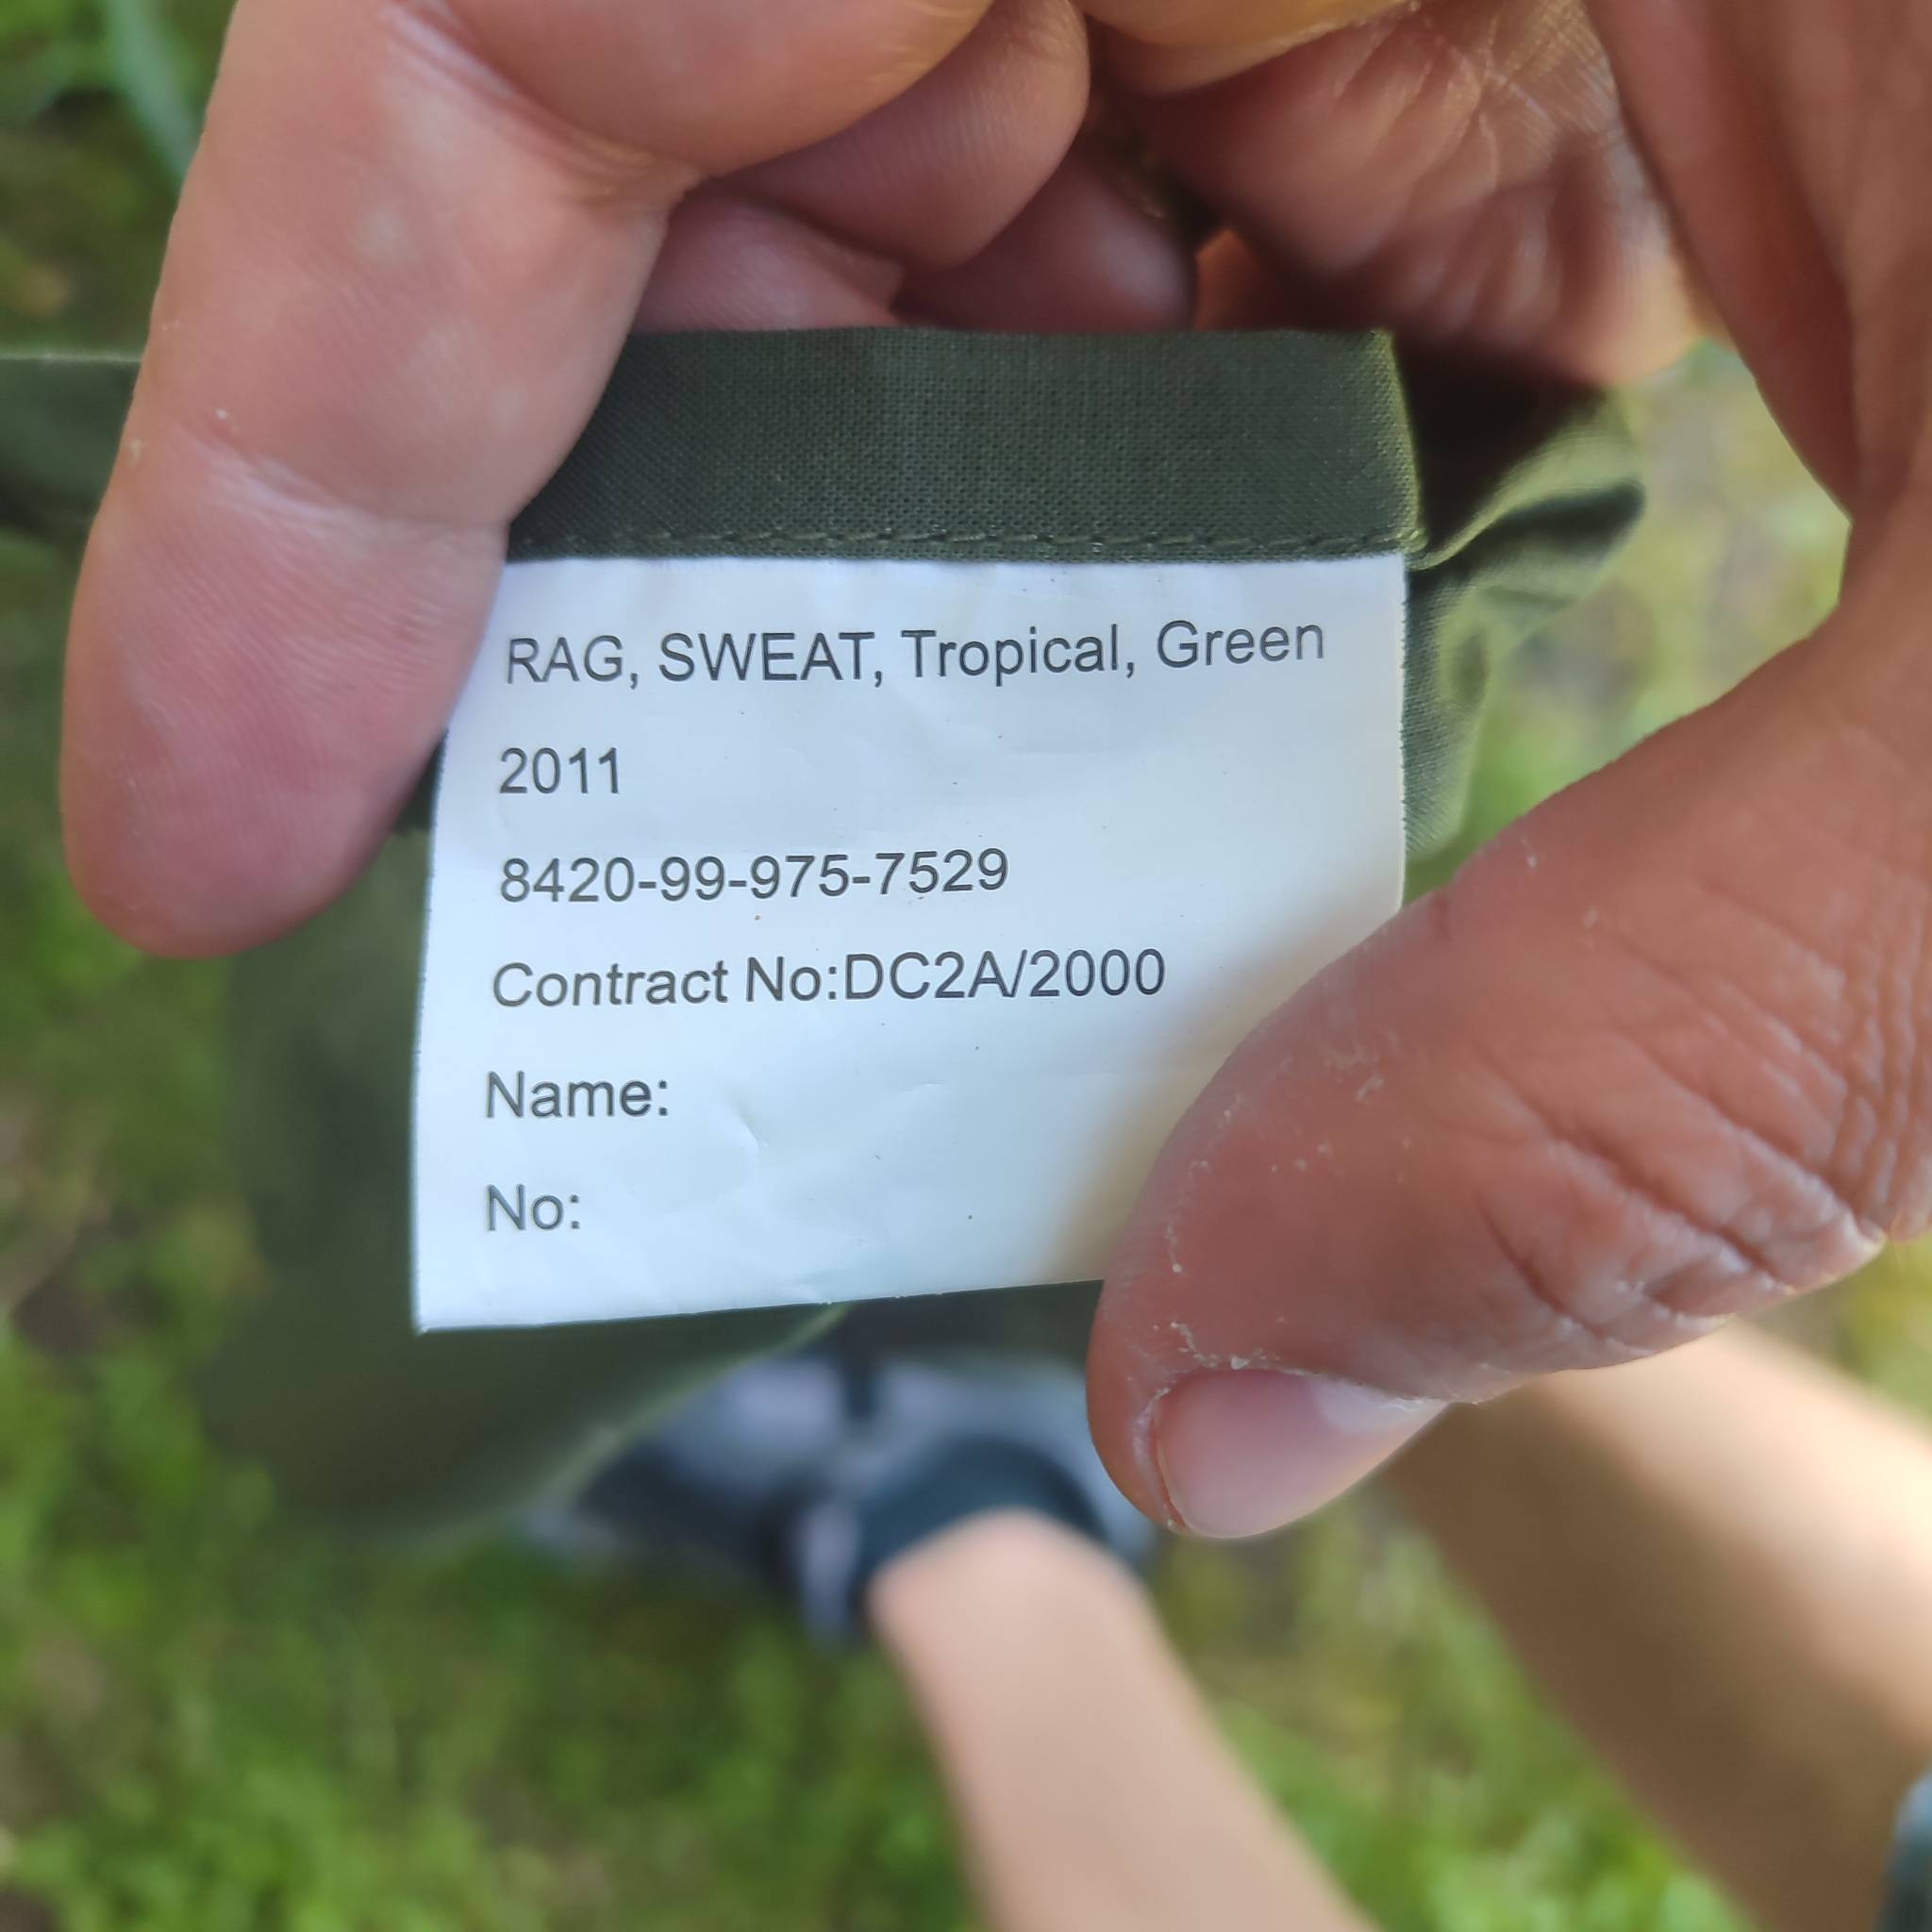 RAG, SWEAT, Tropical, Green
2011
8420-99-975-7529
Contract No:DC2A/2000
Name:
No: